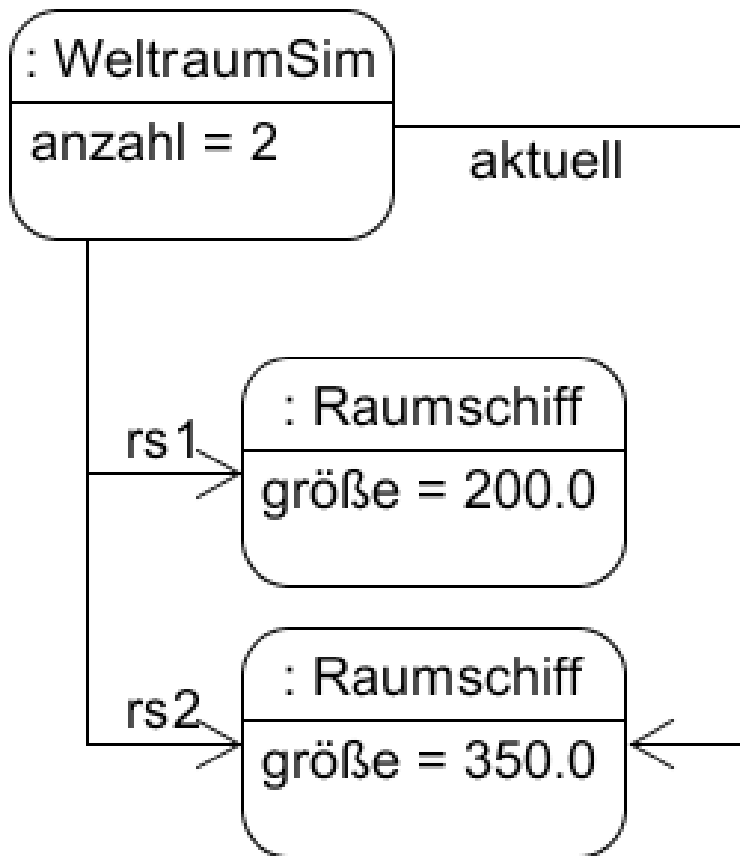 : WeltraumSim
anzahl = 2
aktuell
: Raumschiff
rs1
größe = 200.0
: Raumschiff
rs2
größe = 350.0